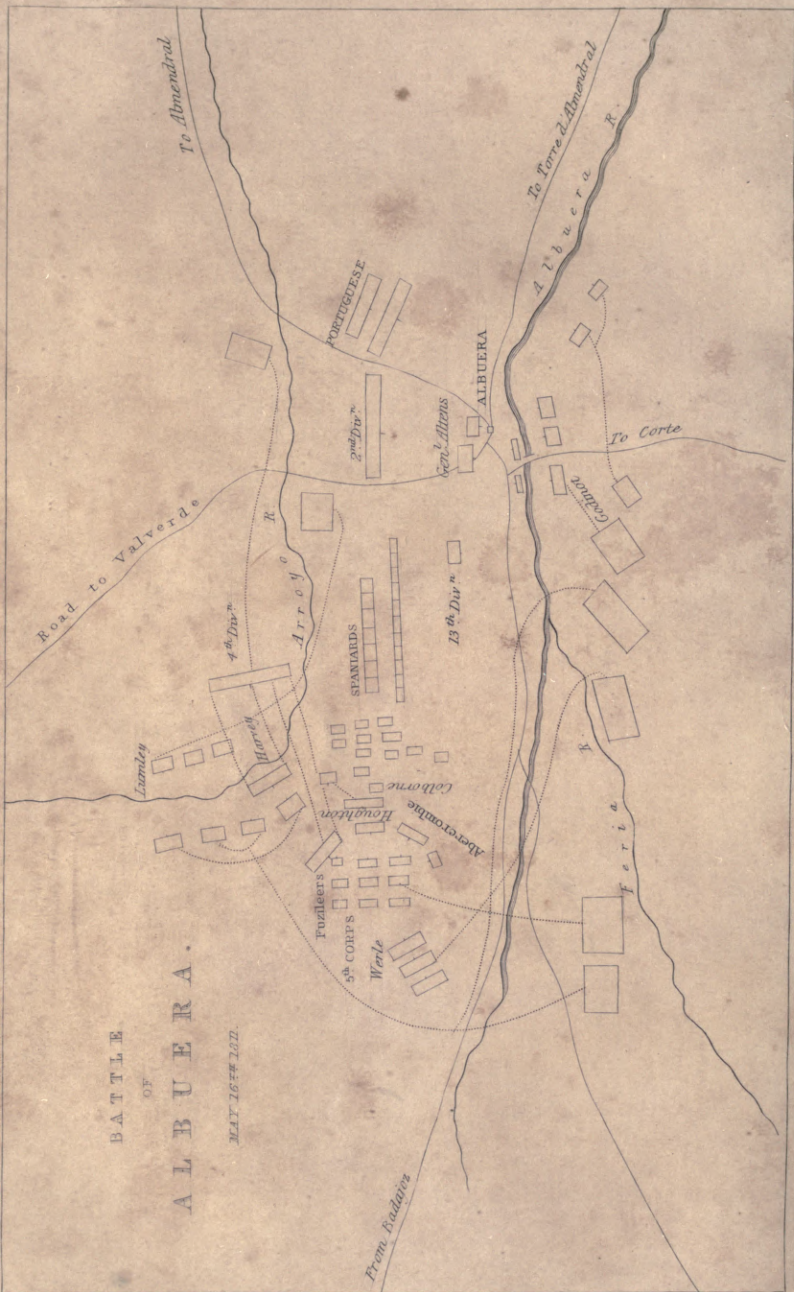 BATTLE
OF
ALBUERA.
MAY 16TH 1811
To Almendral
To Torre d'Almendral
Albuera R.
PORTUGUESE
ALBUERA
2nd Divn
Genl Altens
To Corte
Godinot
Road to Valverde
Arroyo R
4th Divn
SPANIARDS
13th Divn
Lumley
Harvey
Colborne
Houghton
Abercrombie
Fuzileers
5th CORPS
Werle
Feria R.
From Badajoz